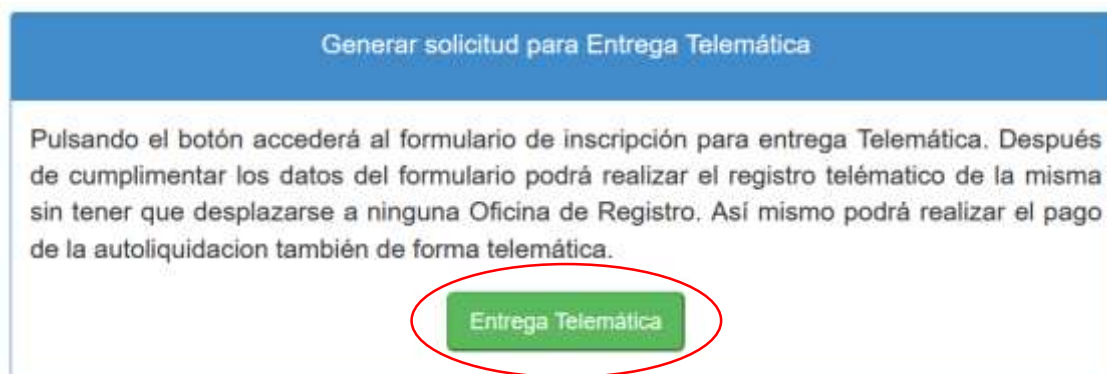 Generar solicitud para Entrega Telemática
Pulsando el botón accederá al formulario de inscripción para entrega Telemática. Después
de cumplimentar los datos del formulario podrá realizar el registro telématico de la misma
sin tener que desplazarse a ninguna Oficina de Registro. Así mismo podrá realizar el pago
de la autoliquidacion también de forma telemática.
Entrega Telemática